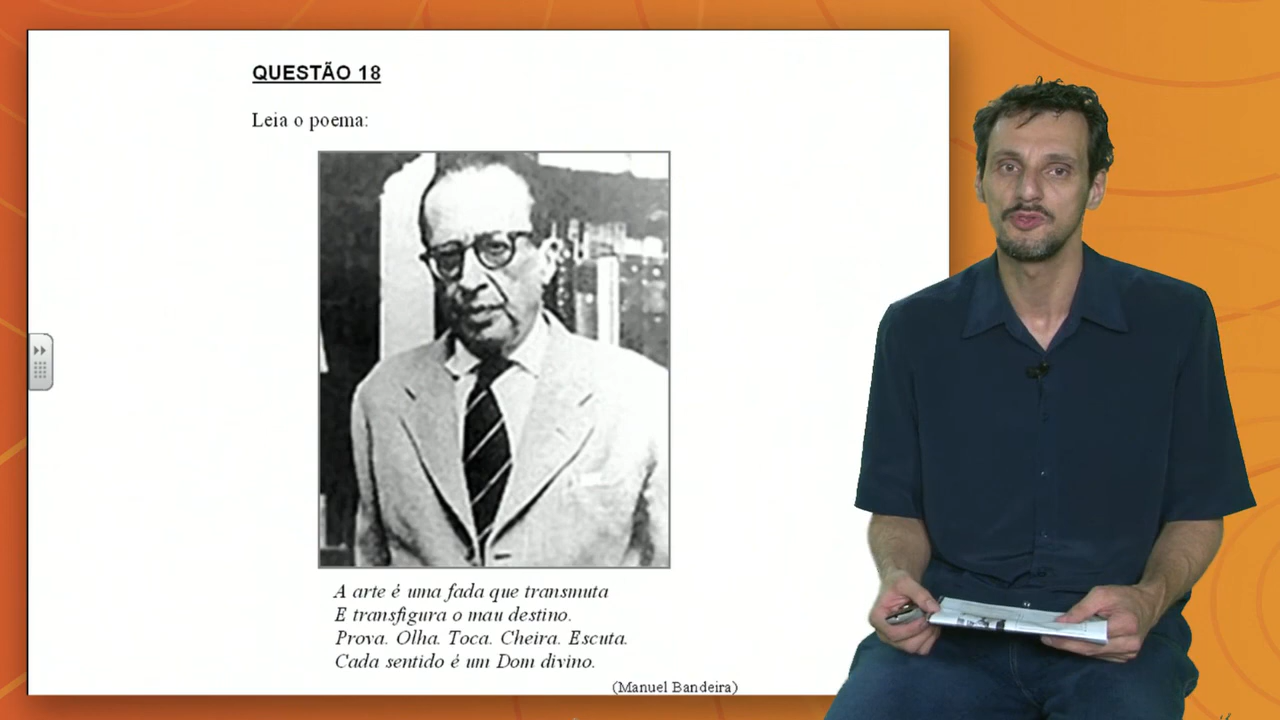 QUESTÃO 18
Leia o poema:
A arte é uma fada que transmuta
E transfigura o mau destino.
Prova. Olha. Toca. Cheira. Escuta.
Cada sentido é um Dom divino.
(Manuel Bandeira)